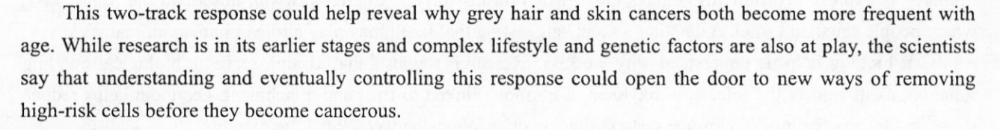 This two-track response could help reveal why grey hair and skin cancers both become more frequent with
age. While research is in its earlier stages and complex lifestyle and genetic factors are also at play, the scientists
say that understanding and eventually controlling this response could open the door to new ways of removing
high-risk cells before they become cancerous.